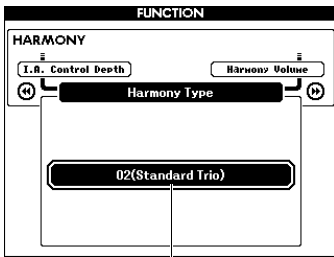 FUNCTION
HARMONY
I.A. Control Depth
Harmony Volume
Harmony Type
02(Standard Trio)